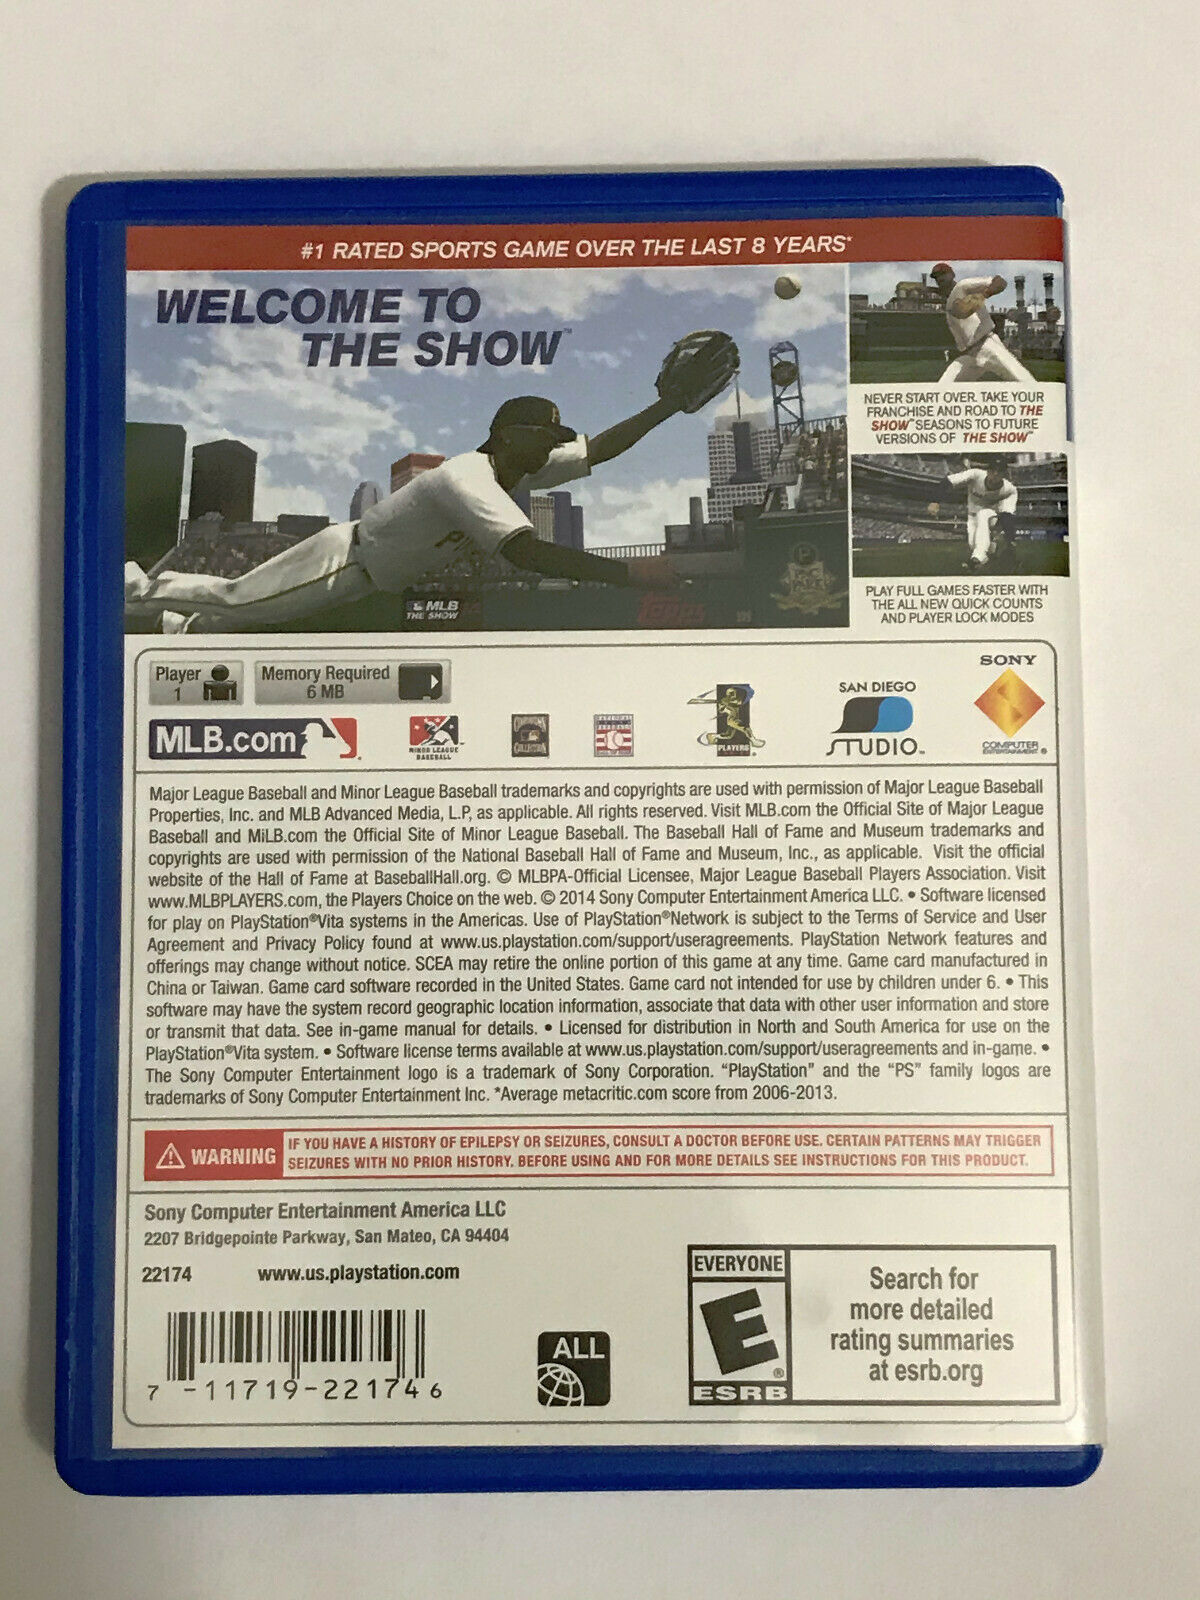 #1 RATED SPORTS GAME OVER THE LAST 8 YEARS*
WELCOME TO
THE SHOW™
NEVER START OVER. TAKE YOUR
FRANCHISE AND ROAD TO THE
SHOW™ SEASONS TO FUTURE
VERSIONS OF THE SHOW™
PLAY FULL GAMES FASTER WITH
THE ALL NEW QUICK COUNTS
AND PLAYER LOCK MODES
MLB
THE SHOW
Topps
Player
1
Memory Required
6 MB
MLB.com
MINOR LEAGUE
BASEBALL
COLLECTION
PLAYERS
SAN DIEGO
STUDIO™
SONY
COMPUTER
ENTERTAINMENT®
Major League Baseball and Minor League Baseball trademarks and copyrights are used with permission of Major League Baseball
Properties, Inc. and MLB Advanced Media, L.P, as applicable. All rights reserved. Visit MLB.com the Official Site of Major League
Baseball and MiLB.com the Official Site of Minor League Baseball. The Baseball Hall of Fame and Museum trademarks and
copyrights are used with permission of the National Baseball Hall of Fame and Museum, Inc., as applicable. Visit the official
website of the Hall of Fame at BaseballHall.org. © MLBPA-Official Licensee, Major League Baseball Players Association. Visit
www.MLBPLAYERS.com, the Players Choice on the web. © 2014 Sony Computer Entertainment America LLC. • Software licensed
for play on PlayStation®Vita systems in the Americas. Use of PlayStation®Network is subject to the Terms of Service and User
Agreement and Privacy Policy found at www.us.playstation.com/support/useragreements. PlayStation Network features and
offerings may change without notice. SCEA may retire the online portion of this game at any time. Game card manufactured in
China or Taiwan. Game card software recorded in the United States. Game card not intended for use by children under 6. • This
software may have the system record geographic location information, associate that data with other user information and store
or transmit that data. See in-game manual for details. • Licensed for distribution in North and South America for use on the
PlayStation®Vita system. • Software license terms available at www.us.playstation.com/support/useragreements and in-game. •
The Sony Computer Entertainment logo is a trademark of Sony Corporation. "PlayStation" and the "PS" family logos are
trademarks of Sony Computer Entertainment Inc. *Average metacritic.com score from 2006-2013.
WARNING
IF YOU HAVE A HISTORY OF EPILEPSY OR SEIZURES, CONSULT A DOCTOR BEFORE USE. CERTAIN PATTERNS MAY TRIGGER
SEIZURES WITH NO PRIOR HISTORY. BEFORE USING AND FOR MORE DETAILS SEE INSTRUCTIONS FOR THIS PRODUCT.
Sony Computer Entertainment America LLC
2207 Bridgepointe Parkway, San Mateo, CA 94404
22174 www.us.playstation.com
7 -11719-22174 6
ALL
EVERYONE
E®
ESRB
Search for
more detailed
rating summaries
at esrb.org